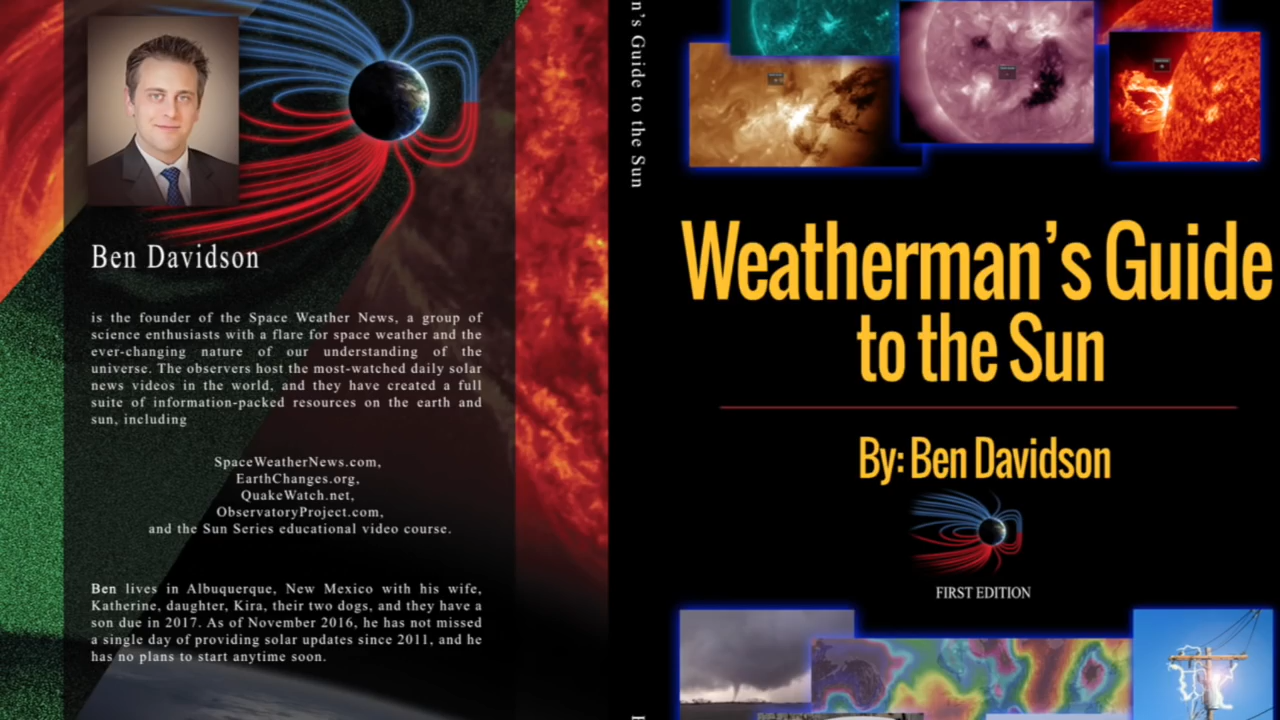 Ben Davidson
is the founder of the Space Weather News, a group of
science enthusiasts with a flare for space weather and the
ever-changing nature of our understanding of the
universe. The observers host the most-watched daily solar
news videos in the world, and they have created a full
suite of information-packed resources on the earth and
sun, including
SpaceWeatherNews.com,
EarthChanges.org,
QuakeWatch.net,
ObservatoryProject.com,
and the Sun Series educational video course.
Ben lives in Albuquerque, New Mexico with his wife,
Katherine, daughter, Kira, their two dogs, and they have a
son due in 2017. As of November 2016, he has not missed
a single day of providing solar updates since 2011, and he
has no plans to start anytime soon.
n's Guide to the Sun
Weatherman's Guide
to the Sun
By: Ben Davidson
FIRST EDITION